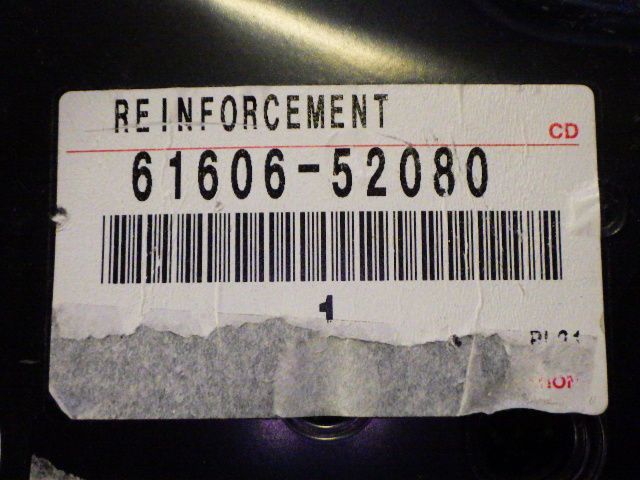 REINFORCEMENT
CD
61606-52080
1